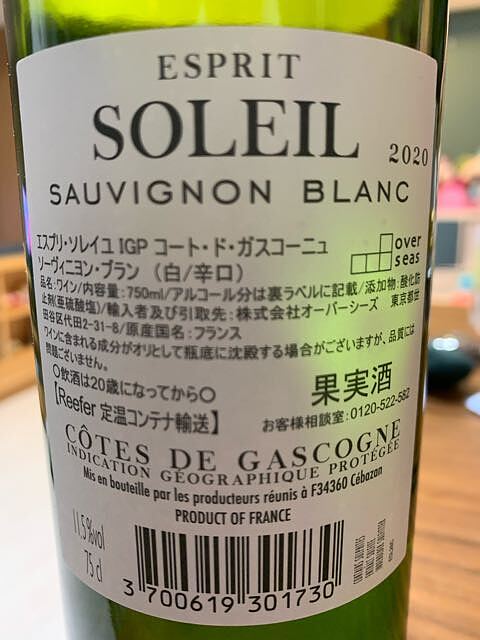 ESPRIT
SOLEIL
2020
SAUVIGNON BLANC
エスプリ・ソレイユ IGP コート・ド・ガスコーニュ
ソーヴィニヨン・ブラン （白/辛口）
over
seas
品名:ワイン/内容量:750ml/アルコール分は裏ラベルに記載/添加物:酸化防
止剤(亜硫酸塩)/輸入者及び引取先:株式会社オーバーシーズ 東京都世
田谷区代田2-31-8/原産国名:フランス
ワインに含まれる成分がオリとして瓶底に沈殿する場合がございますが、品質には
問題ございません。
○飲酒は20歳になってから○
果実酒
【Reefer 定温コンテナ輸送】
お客様相談室:0120-522-582
CÔTES DE GASCOGNE
INDICATION GÉOGRAPHIQUE PROTÉGÉE
Mis en bouteille par les producteurs réunis à F34360 Cébazan
PRODUCT OF FRANCE
11,5%vol
75 cl
CONTAINS SULPHITES
3 700619 301730